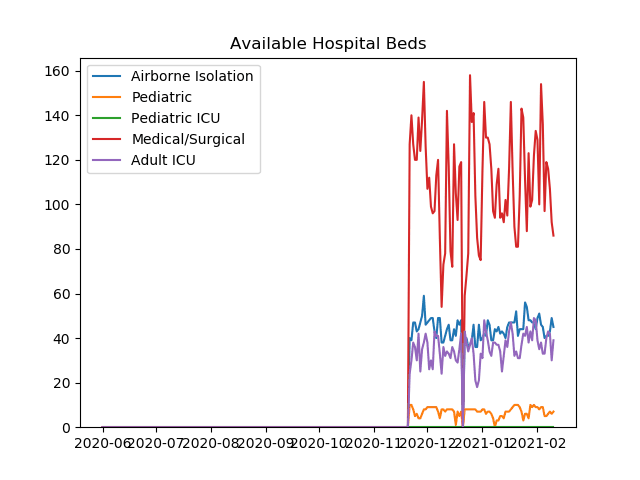 Available Hospital Beds
Airborne Isolation
Pediatric
Pediatric ICU
Medical/Surgical
Adult ICU
160
140
120
100
80
60
40
20
0
2020-06 2020-07 2020-08 2020-09 2020-10 2020-11 2020-12 2021-01 2021-02